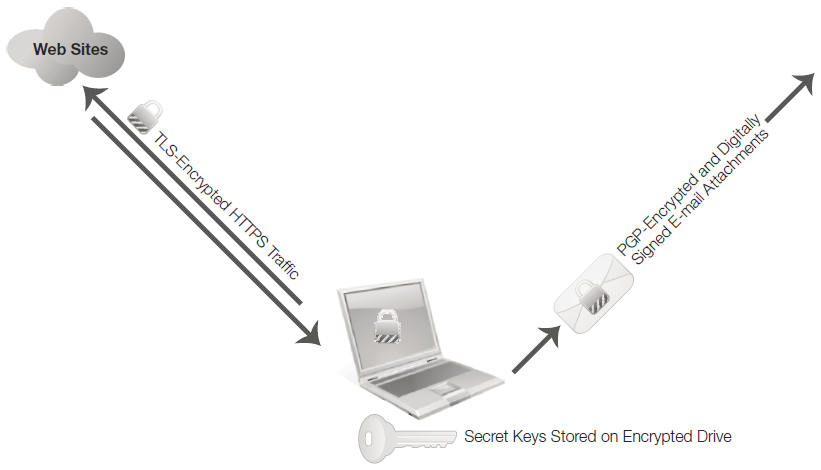 Web Sites
TLS-Encrypted HTTPS Traffic
PGP-Encrypted and Digitally
Signed E-mail Attachments
Secret Keys Stored on Encrypted Drive